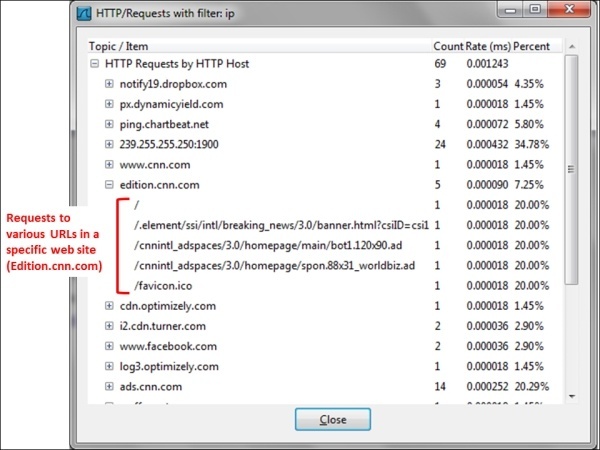 HTTP/Requests with filter: ip
Topic / Item Count Rate (ms) Percent
HTTP Requests by HTTP Host 69 0.001243
notify19.dropbox.com 3 0.000054 4.35%
px.dynamicyield.com 1 0.000018 1.45%
ping.chartbeat.net 4 0.000072 5.80%
239.255.255.250:1900 24 0.000432 34.78%
www.cnn.com 1 0.000018 1.45%
edition.cnn.com 5 0.000090 7.25%
/ 1 0.000018 20.00%
/.element/ssi/intl/breaking_news/3.0/banner.html?csiID=csi1 1 0.000018 20.00%
/cnnintl_adspaces/3.0/homepage/main/bot1.120x90.ad 1 0.000018 20.00%
/cnnintl_adspaces/3.0/homepage/spon.88x31_worldbiz.ad 1 0.000018 20.00%
/favicon.ico 1 0.000018 20.00%
cdn.optimizely.com 1 0.000018 1.45%
i2.cdn.turner.com 2 0.000036 2.90%
www.facebook.com 2 0.000036 2.90%
log3.optimizely.com 1 0.000018 1.45%
ads.cnn.com 14 0.000252 20.29%
Requests to
various URLs in a
specific web site
(Edition.cnn.com)
Close